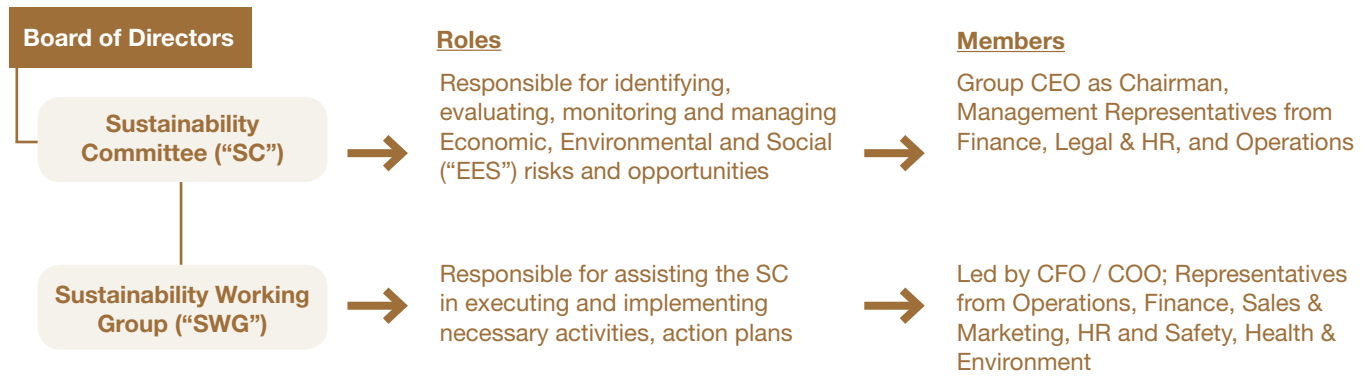 Board of Directors
Roles
Members
Sustainability
Committee (“SC”)
Responsible for identifying,
evaluating, monitoring and managing
Economic, Environmental and Social
(“EES”) risks and opportunities
Group CEO as Chairman,
Management Representatives from
Finance, Legal & HR, and Operations
Sustainability Working
Group (“SWG”)
Responsible for assisting the SC
in executing and implementing
necessary activities, action plans
Led by CFO / COO; Representatives
from Operations, Finance, Sales &
Marketing, HR and Safety, Health &
Environment